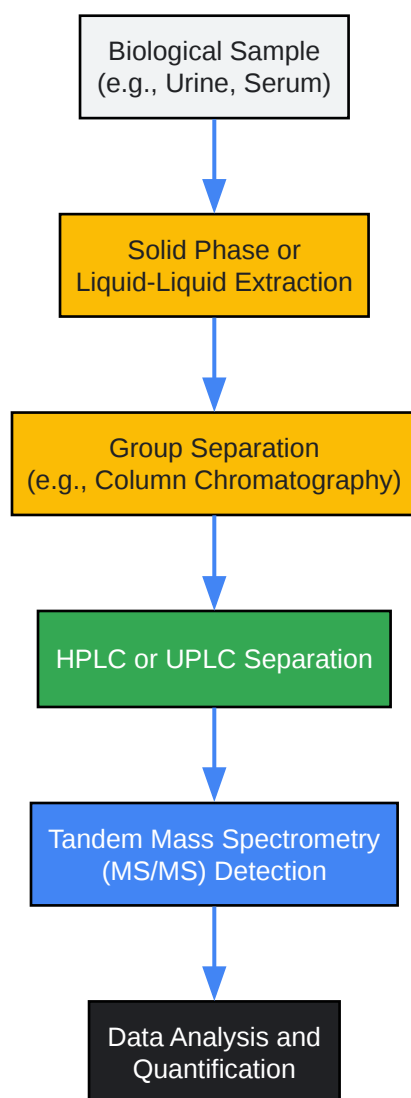 Biological Sample
(e.g., Urine, Serum)
Solid Phase or
Liquid-Liquid Extraction
Group Separation
(e.g., Column Chromatography)
HPLC or UPLC Separation
Tandem Mass Spectrometry
(MS/MS) Detection
Data Analysis and
Quantification